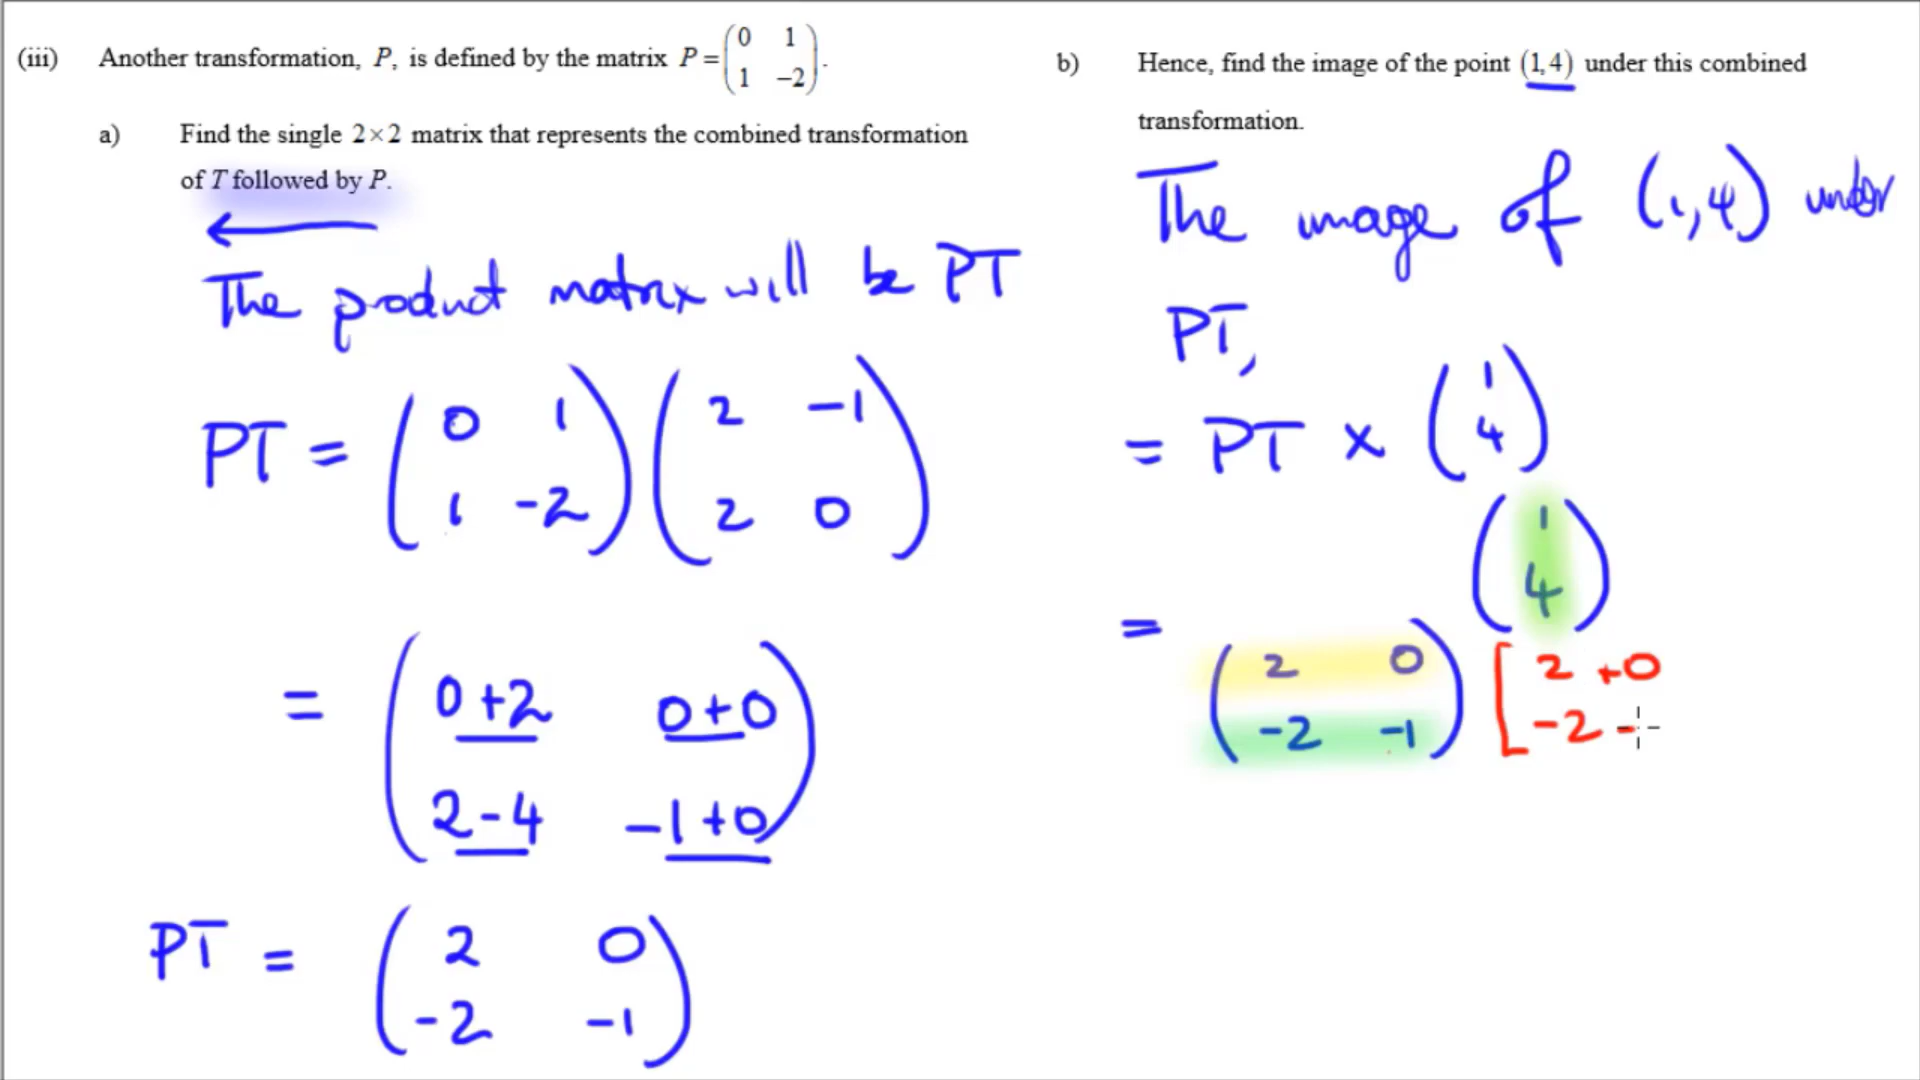 (iii) Another transformation, P, is defined by the matrix P = (0 1
1 -2).
a) Find the single 2×2 matrix that represents the combined transformation
of T followed by P.
The product matrix will be PT
PT = (0 1
1 -2) (2 -1
2 0)
= (0+2 0+0
2-4 -1+0)
PT = (2 0
-2 -1)
b) Hence, find the image of the point (1,4) under this combined
transformation.
The image of (1,4) under
PT,
= PT × (1
4)
(1
4)
= (2 0
-2 -1) [2 +0
-2 -